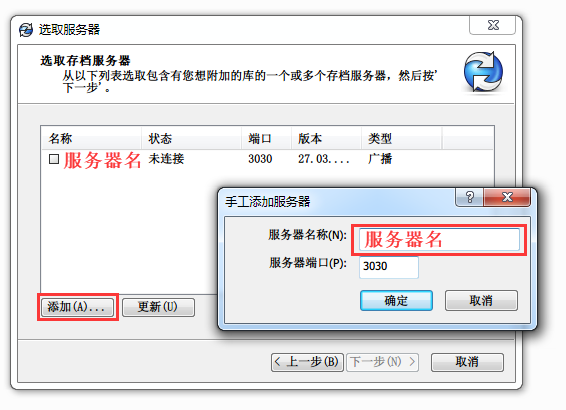 选取服务器
选取存档服务器
从以下列表选取包含有您想附加的库的一个或多个存档服务器，然后按'
下一步'。
名称 状态 端口 版本 类型
服务器名 未连接 3030 27.03.... 广播
手工添加服务器
服务器名称(N): 服务器名
服务器端口(P): 3030
确定 取消
添加(A)... 更新(U)
< 上一步(B) 下一步(N) > 取消